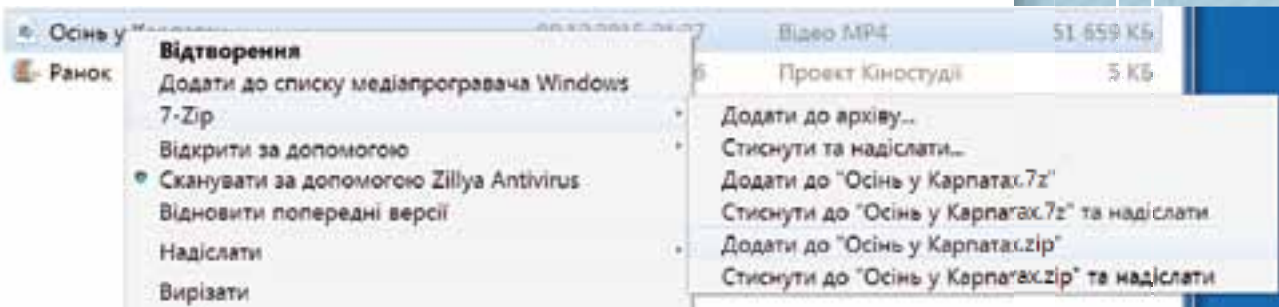 Осінь у
Відео MP4 51 659 КБ
Ранок
Проект Кіностудії 5 КБ
Відтворення
Додати до списку медіапрогравача Windows
7-Zip
Відкрити за допомогою
Сканувати за допомогою Zillya Antivirus
Відновити попередні версії
Надіслати
Вирізати
Додати до архіву...
Стиснути та надіслати...
Додати до "Осінь у Карпатах.7z"
Стиснути до "Осінь у Карпатах.7z" та надіслати
Додати до "Осінь у Карпатах.zip"
Стиснути до "Осінь у Карпатах.zip" та надіслати